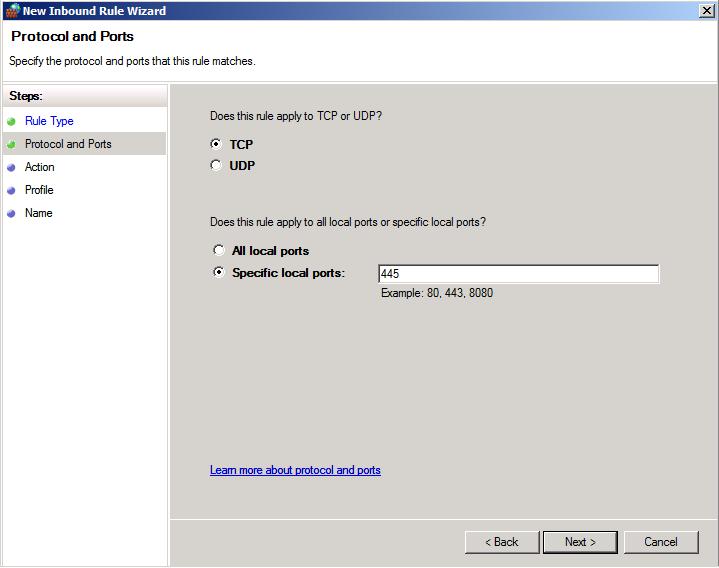 New Inbound Rule Wizard
Protocol and Ports
Specify the protocol and ports that this rule matches.
Steps:
Rule Type
Protocol and Ports
Action
Profile
Name
Does this rule apply to TCP or UDP?
TCP
UDP
Does this rule apply to all local ports or specific local ports?
All local ports
Specific local ports: 445
Example: 80, 443, 8080
Learn more about protocol and ports
< Back Next > Cancel